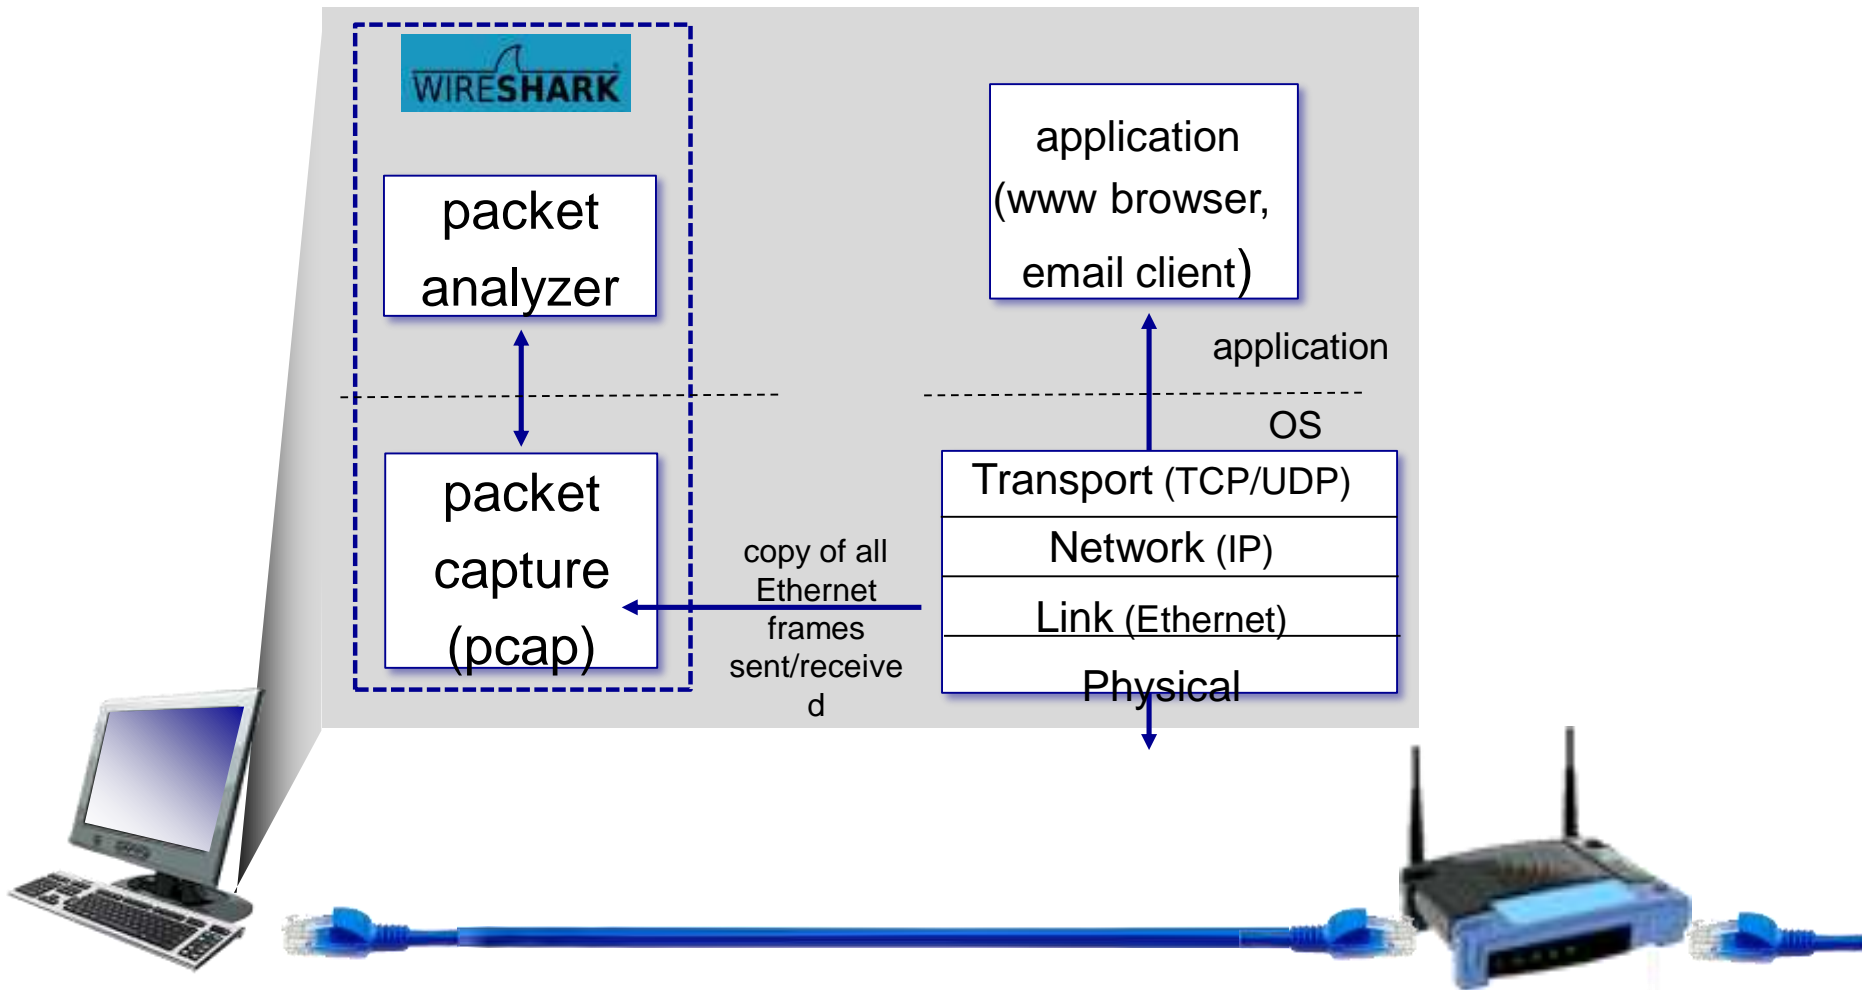 WIRESHARK
packet
analyzer
packet
capture
(pcap)
copy of all
Ethernet
frames
sent/receive
d
application
(www browser,
email client)
application
OS
Transport (TCP/UDP)
Network (IP)
Link (Ethernet)
Physical